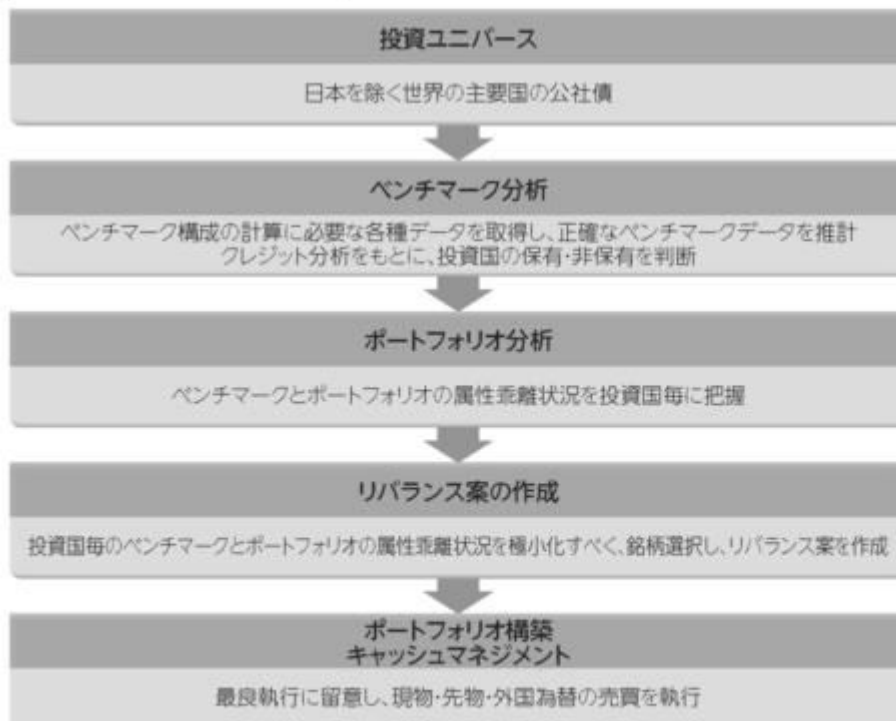 投資ユニバース
日本を除く世界の主要国の公社債
ベンチマーク分析
ベンチマーク構成の計算に必要な各種データを取得し、正確なベンチマークデータを推計
クレジット分析をもとに、投資国の保有・非保有を判断
ポートフォリオ分析
ベンチマークとポートフォリオの属性乖離状況を投資国毎に把握
リバランス案の作成
投資国毎のベンチマークとポートフォリオの属性乖離状況を極小化すべく、銘柄選択し、リバランス案を作成
ポートフォリオ構築
キャッシュマネジメント
最良執行に留意し、現物・先物・外国為替の売買を執行